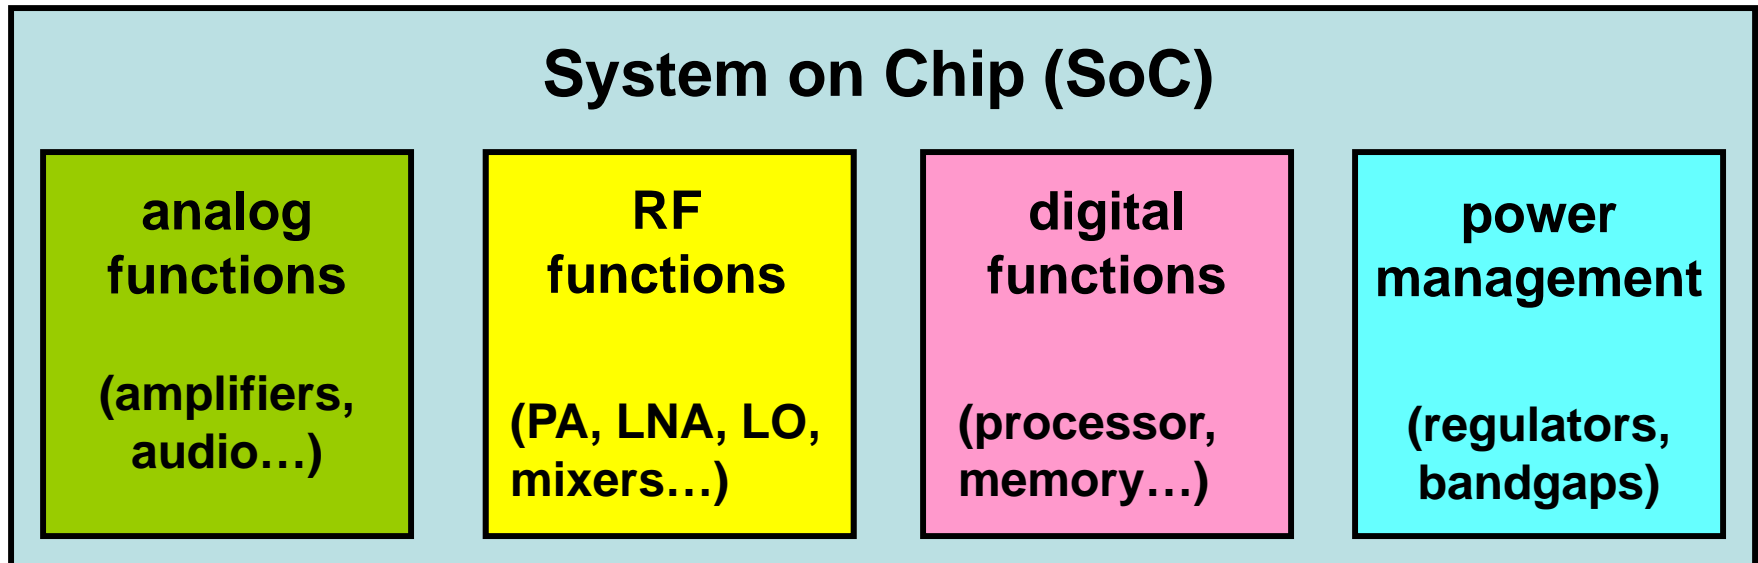 System on Chip (SoC)
analog
functions
(amplifiers,
audio…)
RF
functions
(PA, LNA, LO,
mixers…)
digital
functions
(processor,
memory…)
power
management
(regulators,
bandgaps)